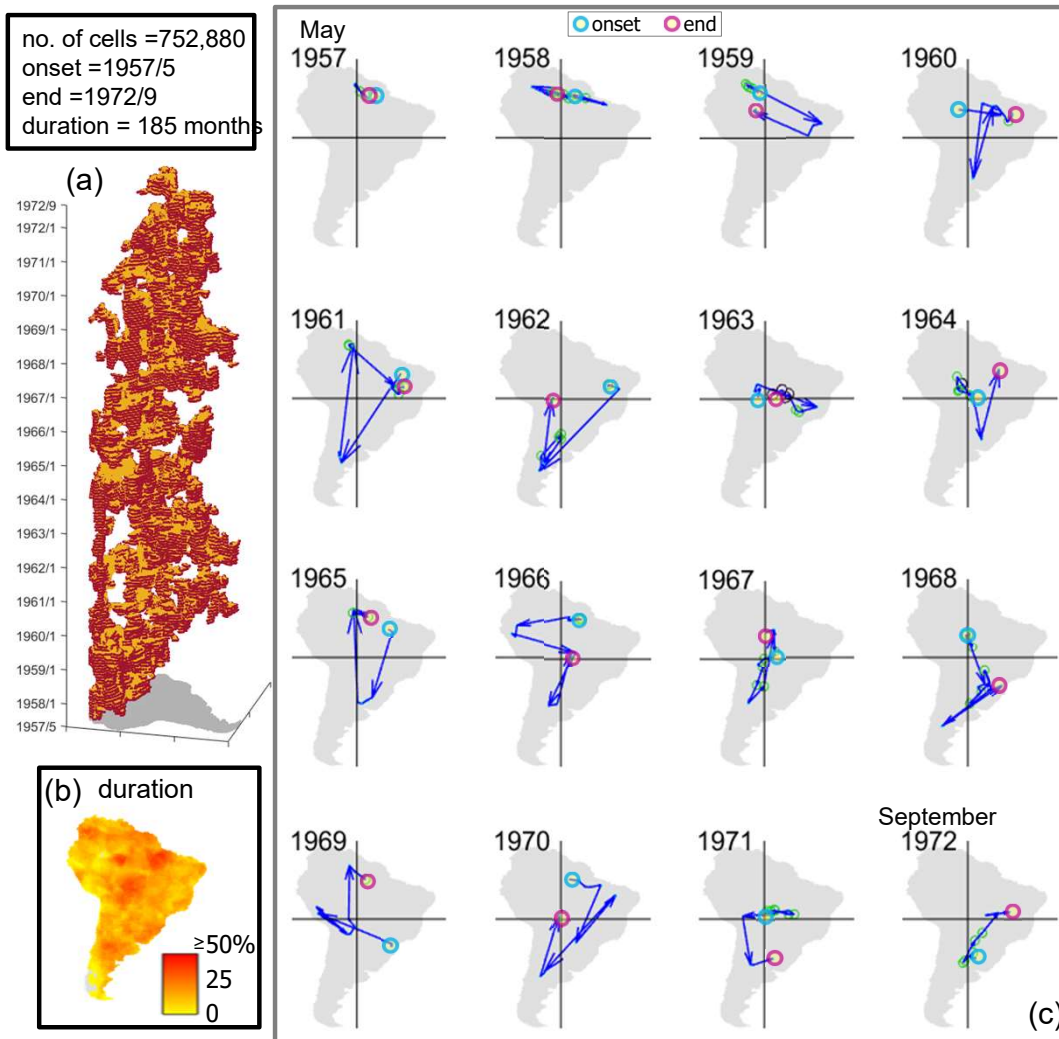 no. of cells =752,880
onset =1957/5
end =1972/9
duration = 185 months
(a)
1972/9
1972/1
1971/1
1970/1
1969/1
1968/1
1967/1
1966/1
1965/1
1964/1
1963/1
1962/1
1961/1
1960/1
1959/1
1958/1
1957/5
(b) duration
≥50%
25
0
onset end
May
1957 1958 1959 1960
1961 1962 1963 1964
1965 1966 1967 1968
September
1969 1970 1971 1972
(c)